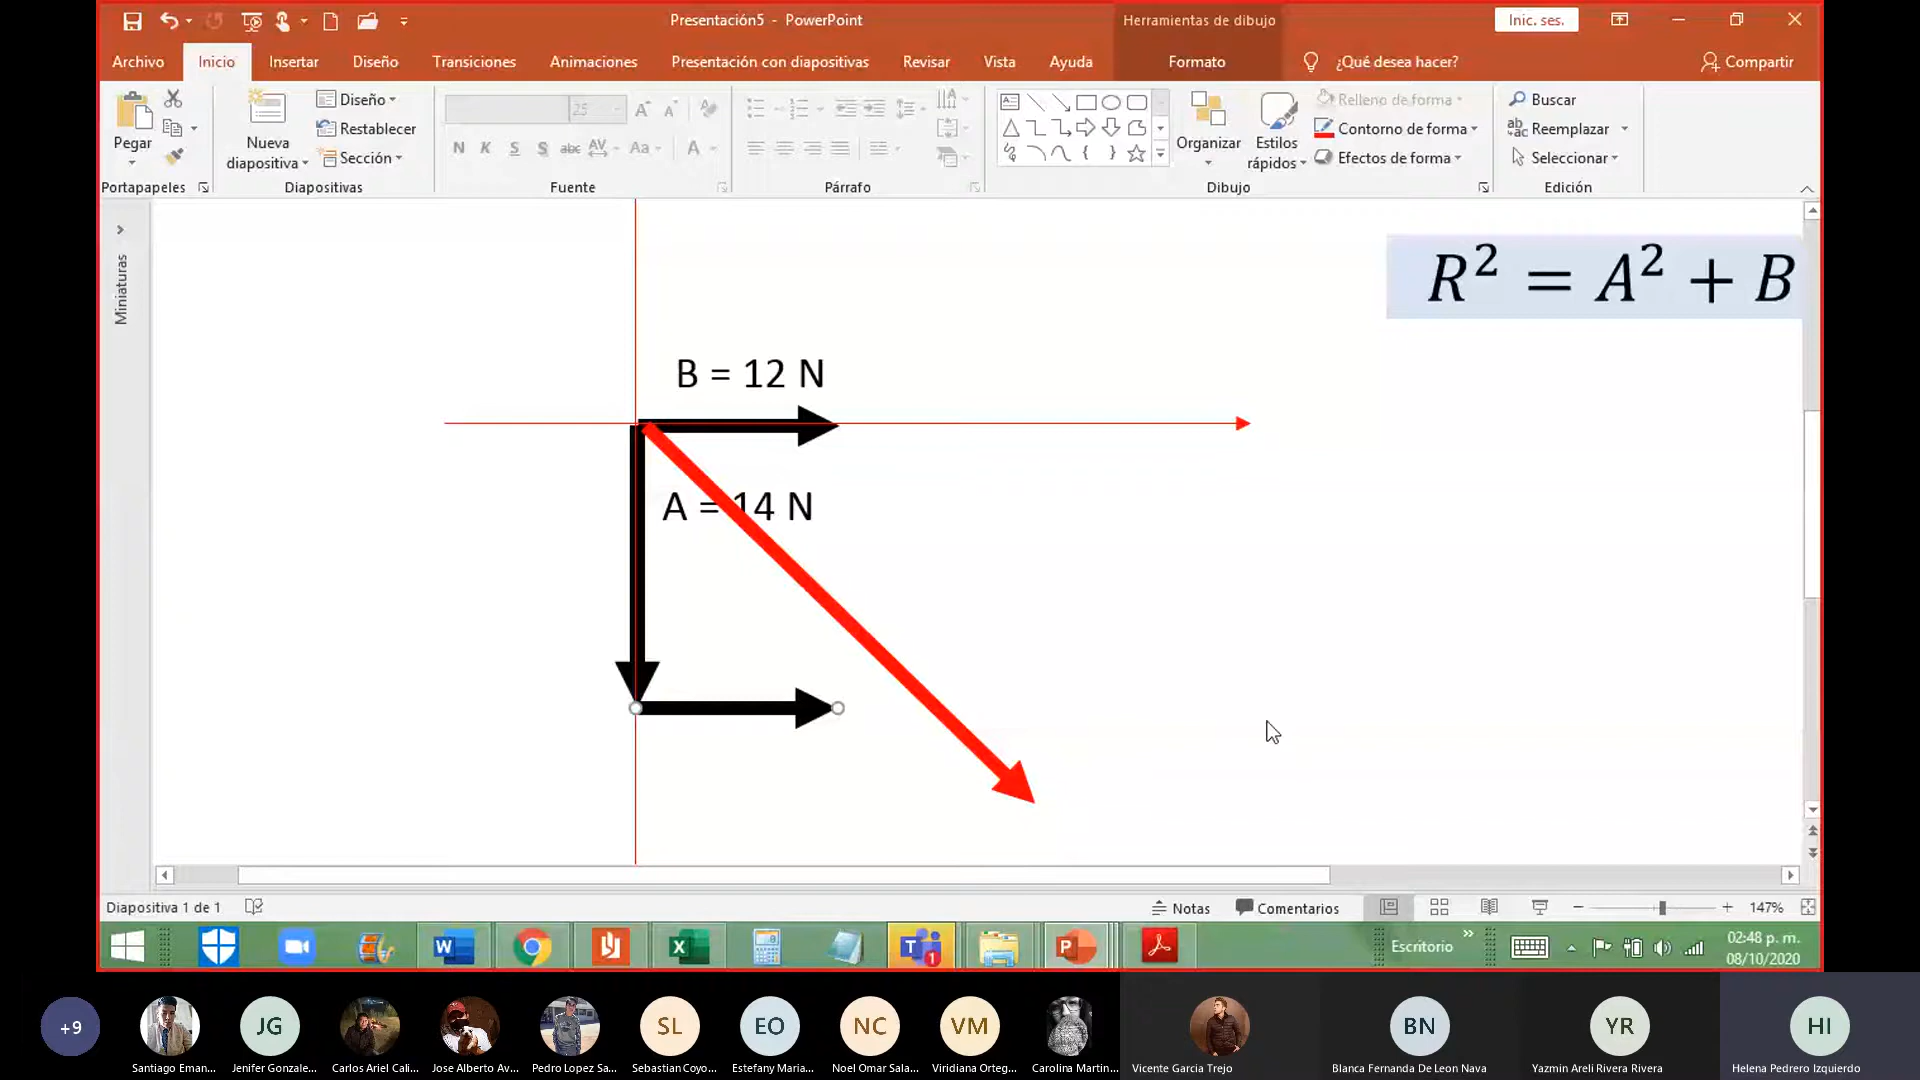 Presentación5 - PowerPoint
Herramientas de dibujo
Inic. ses.
Archivo
Inicio
Insertar
Diseño
Transiciones
Animaciones
Presentación con diapositivas
Revisar
Vista
Ayuda
Formato
¿Qué desea hacer?
Compartir
Pegar
Portapapeles
Nueva
diapositiva
Diseño
Restablecer
Sección
Diapositivas
25
N K S S abc AV Aa A
Fuente
Párrafo
Organizar
Estilos
rápidos
Relleno de forma
Contorno de forma
Efectos de forma
Dibujo
Buscar
Reemplazar
Seleccionar
Edición
Miniaturas
R² = A² + B
B = 12 N
A = 14 N
Diapositiva 1 de 1
Notas
Comentarios
147%
Escritorio
02:48 p. m.
08/10/2020
+9
JG
SL
EO
NC
VM
BN
YR
HI
Santiago Eman...
Jenifer Gonzale...
Carlos Ariel Cali...
Jose Alberto Av...
Pedro Lopez Sa...
Sebastian Coyo...
Estefany Maria...
Noel Omar Sala...
Viridiana Orteg...
Carolina Martin...
Vicente Garcia Trejo
Blanca Fernanda De Leon Nava
Yazmin Areli Rivera Rivera
Helena Pedrero Izquierdo